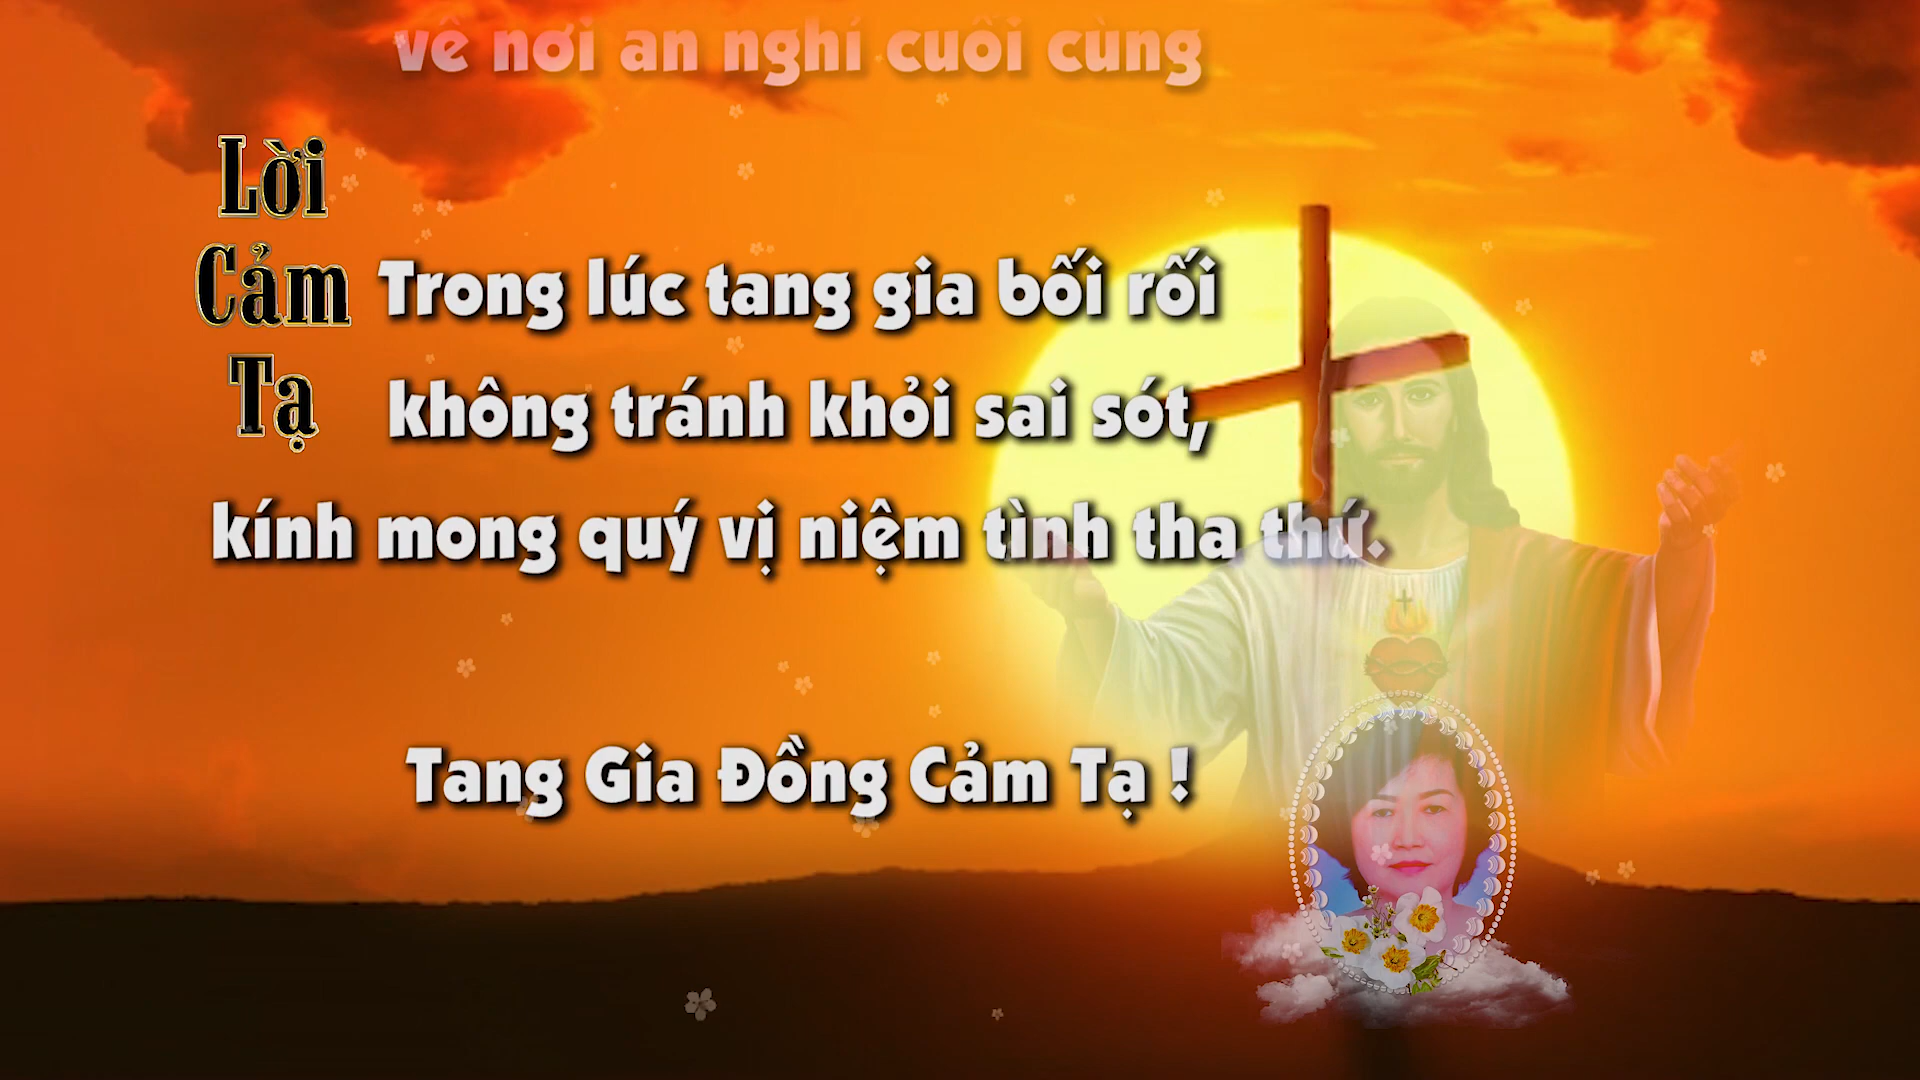 về nơi an nghỉ cuối cùng
Lời
Cảm
Tạ
Trong lúc tang gia bối rối
không tránh khỏi sai sót,
kính mong quý vị niệm tình tha thứ.
Tang Gia Đồng Cảm Tạ !